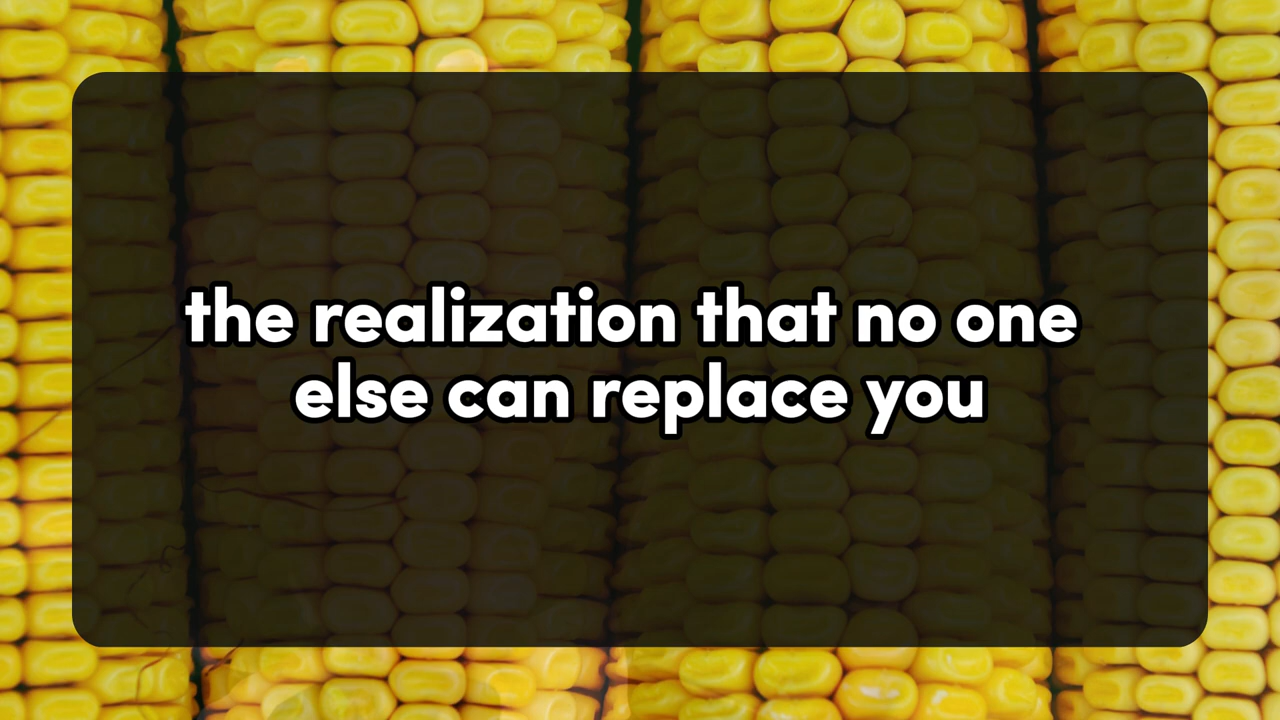 the realization that no one
else can replace you